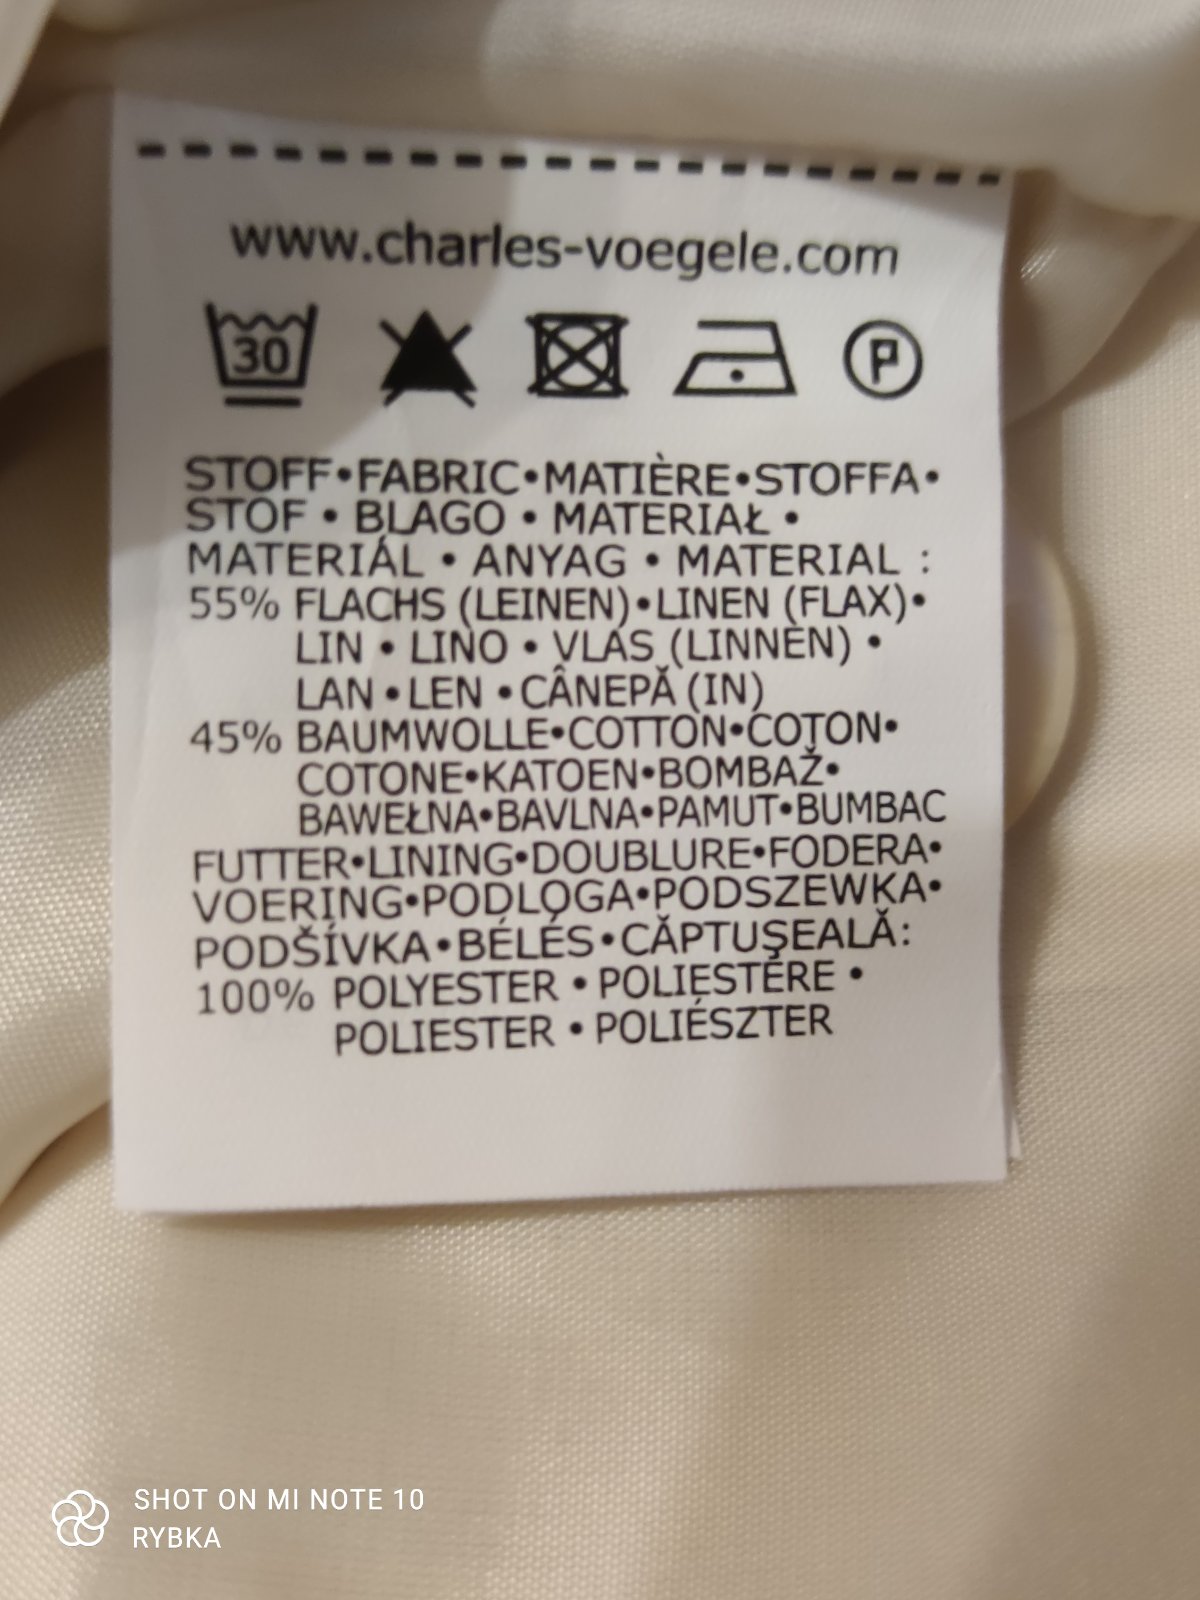 www.charles-voegele.com
30 P
STOFF•FABRIC•MATIÈRE•STOFFA•
STOF • BLAGO • MATERIAŁ •
MATERIÁL • ANYAG • MATERIAL :
55% FLACHS (LEINEN)•LINEN (FLAX)•
LIN • LINO • VLAS (LINNEN) •
LAN • LEN • CÂNEPĂ (IN)
45% BAUMWOLLE•COTTON•COTON•
COTONE•KATOEN•BOMBAŽ•
BAWEŁNA•BAVLNA•PAMUT•BUMBAC
FUTTER•LINING•DOUBLURE•FODERA•
VOERING•PODLOGA•PODSZEWKA•
PODŠÍVKA•BÉLÉS•CĂPTUŞEALĂ:
100% POLYESTER • POLIESTERE •
POLIESTER • POLIÉSZTER
SHOT ON MI NOTE 10
RYBKA